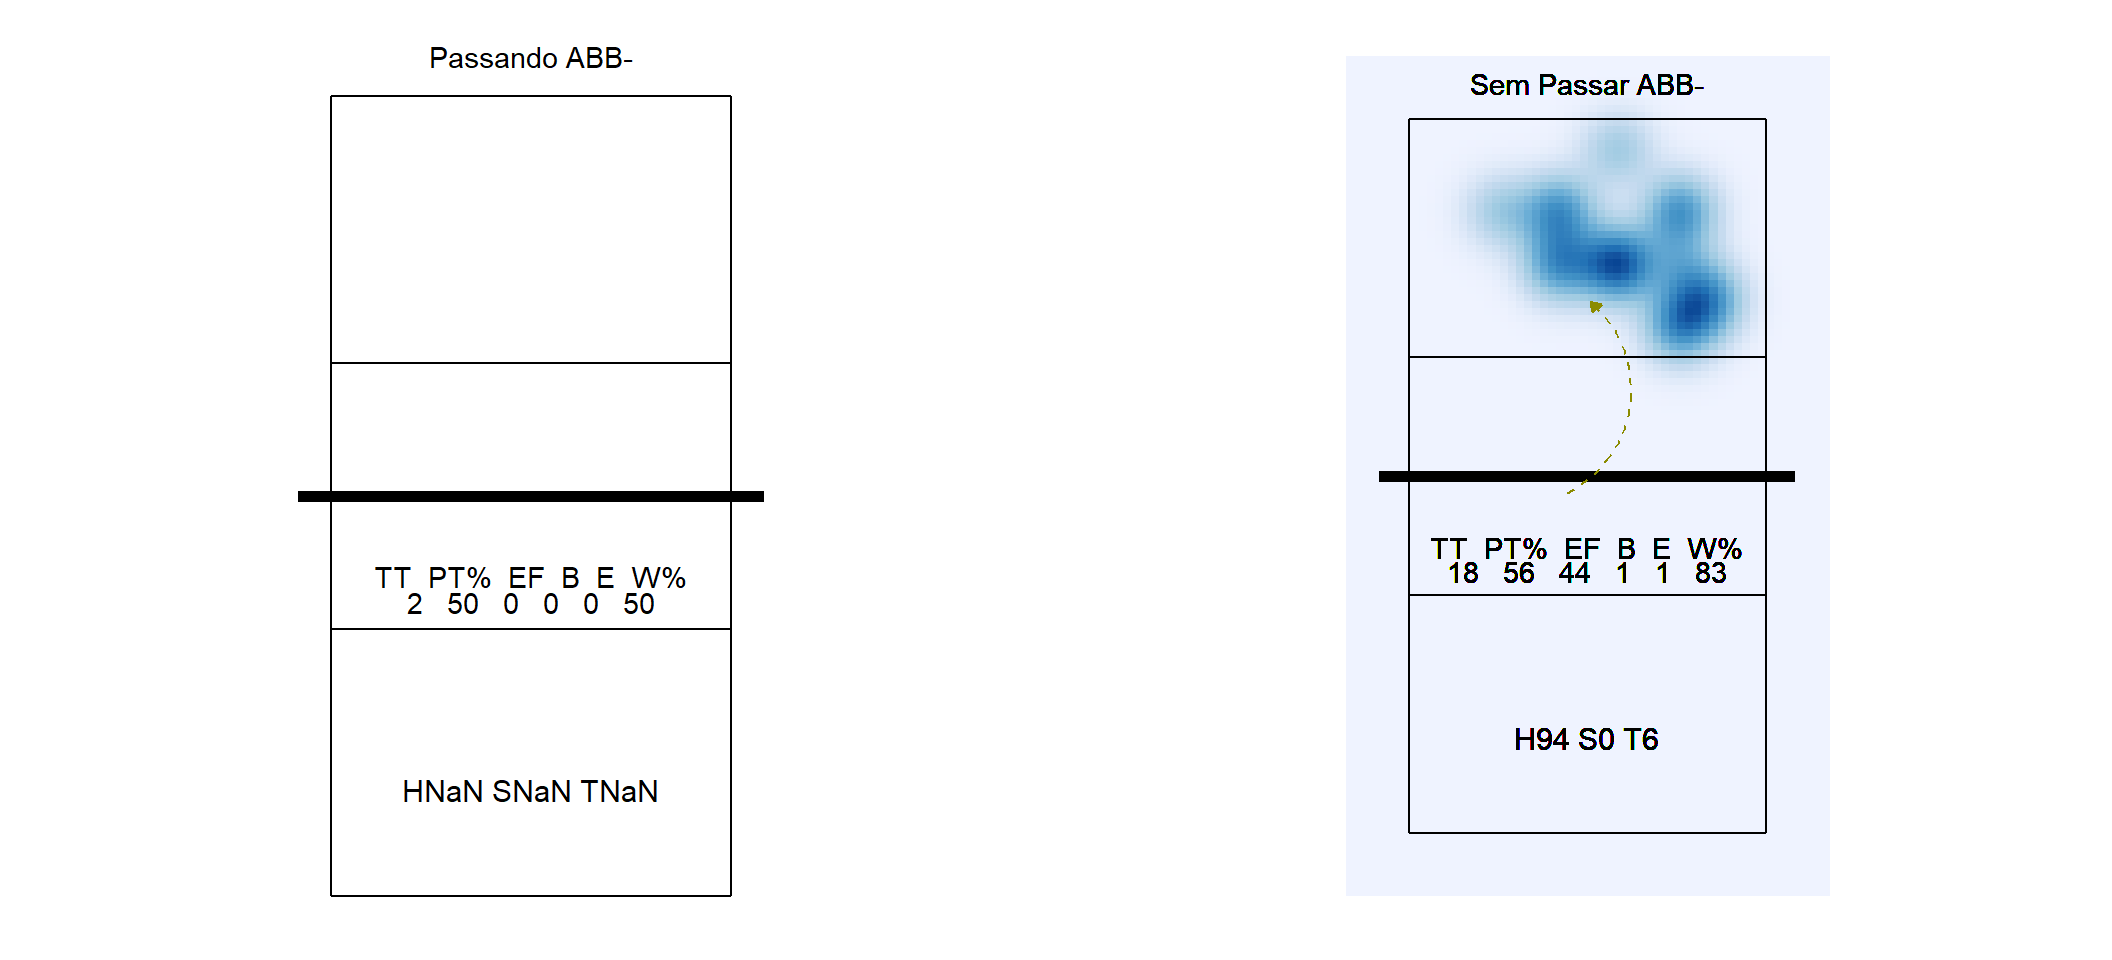 Passando ABB-
TT PT% EF B E W%
2 50 0 0 0 50
HNaN SNaN TNaN
Sem Passar ABB-
TT PT% EF B E W%
18 56 44 1 1 83
H94 S0 T6